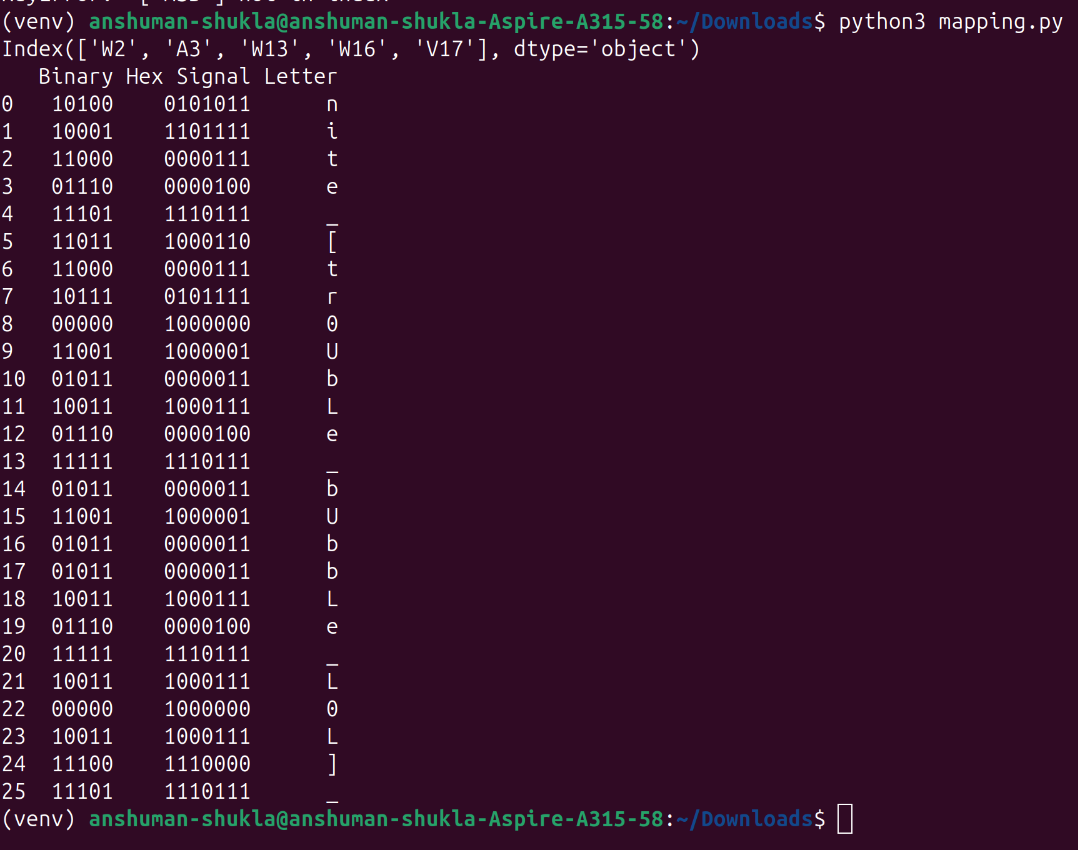 (venv) anshuman-shukla@anshuman-shukla-Aspire-A315-58:~/Downloads$ python3 mapping.py
Index(['W2', 'A3', 'W13', 'W16', 'V17'], dtype='object')
   Binary Hex Signal Letter
0   10100    0101011      n
1   10001    1101111      i
2   11000    0000111      t
3   01110    0000100      e
4   11101    1110111      _
5   11011    1000110      [
6   11000    0000111      t
7   10111    0101111      r
8   00000    1000000      0
9   11001    1000001      U
10  01011    0000011      b
11  10011    1000111      L
12  01110    0000100      e
13  11111    1110111      _
14  01011    0000011      b
15  11001    1000001      U
16  01011    0000011      b
17  01011    0000011      b
18  10011    1000111      L
19  01110    0000100      e
20  11111    1110111      _
21  10011    1000111      L
22  00000    1000000      0
23  10011    1000111      L
24  11100    1110000      ]
25  11101    1110111      _
(venv) anshuman-shukla@anshuman-shukla-Aspire-A315-58:~/Downloads$